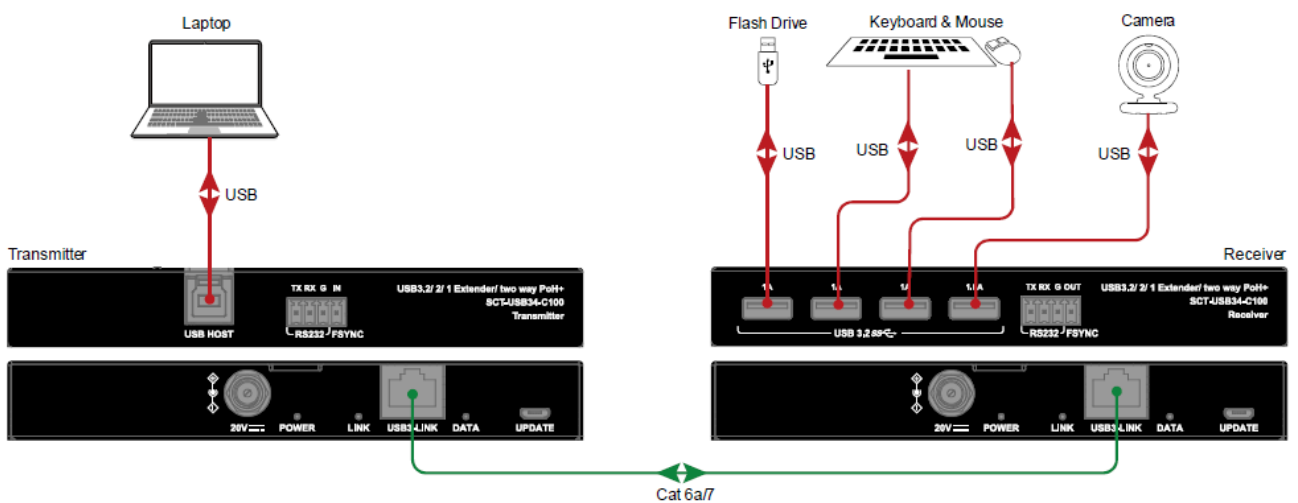 Laptop
Flash Drive
Keyboard & Mouse
Camera
USB
USB
USB
USB
USB
Transmitter
Receiver
TX RX G IN
USB3.2/ 2/ 1 Extender/ two way PoH+
SCT-USB34-C100
Transmitter
USB HOST
RS232
FSYNC
1A
1A
1A
TX RX G OUT
USB3.2/ 2/ 1 Extender/ two way PoH+
SCT-USB34-C100
Receiver
USB 3.2
RS232
FSYNC
20V
POWER
LINK
USB3-LINK
DATA
UPDATE
20V
POWER
LINK
USB3-LINK
DATA
UPDATE
Cat 6a/7